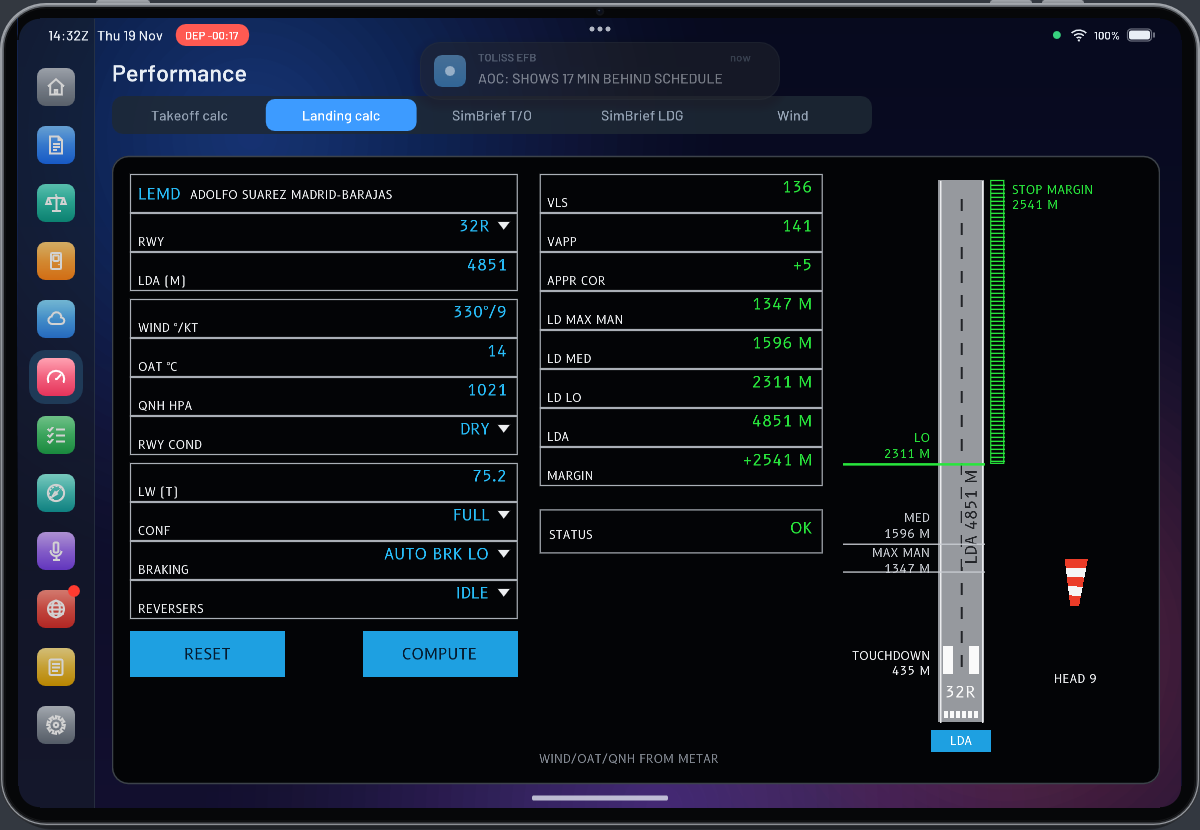 14:32Z Thu 19 Nov DEP -00:17
100%
TOLISS EFB now
AOC: SHOWS 17 MIN BEHIND SCHEDULE
Performance
Takeoff calc Landing calc SimBrief T/O SimBrief LDG Wind
LEMD ADOLFO SUAREZ MADRID-BARAJAS
RWY 32R
LDA (M) 4851
WIND °/KT 330°/9
OAT °C 14
QNH HPA 1021
RWY COND DRY
LW (T) 75.2
CONF FULL
BRAKING AUTO BRK LO
REVERSERS IDLE
RESET COMPUTE
VLS 136
VAPP 141
APPR COR +5
LD MAX MAN 1347 M
LD MED 1596 M
LD LO 2311 M
LDA 4851 M
MARGIN +2541 M
STATUS OK
STOP MARGIN
2541 M
LO
2311 M
LDA 4851 M
MED
1596 M
MAX MAN
1347 M
TOUCHDOWN
435 M
32R
HEAD 9
LDA
WIND/OAT/QNH FROM METAR